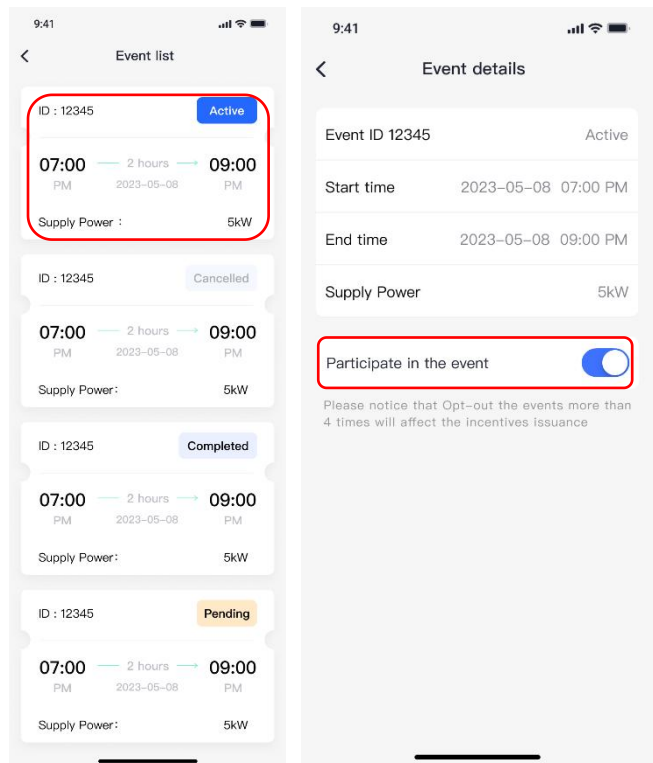 9:41
Event list
ID : 12345 Active
07:00 2 hours 09:00
PM 2023-05-08 PM
Supply Power : 5kW
ID : 12345 Cancelled
07:00 2 hours 09:00
PM 2023-05-08 PM
Supply Power: 5kW
ID : 12345 Completed
07:00 2 hours 09:00
PM 2023-05-08 PM
Supply Power: 5kW
ID : 12345 Pending
07:00 2 hours 09:00
PM 2023-05-08 PM
Supply Power: 5kW
9:41
Event details
Event ID 12345 Active
Start time 2023-05-08 07:00 PM
End time 2023-05-08 09:00 PM
Supply Power 5kW
Participate in the event
Please notice that Opt-out the events more than
4 times will affect the incentives issuance